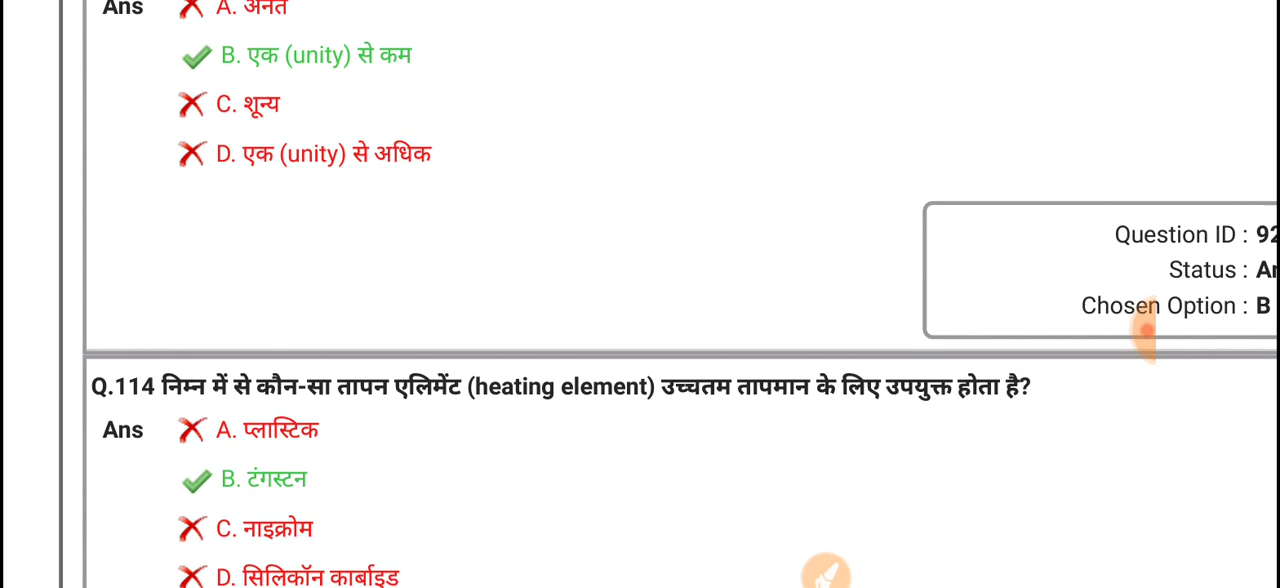 Ans A. अनंत
B. एक (unity) से कम
C. शून्य
D. एक (unity) से अधिक
Question ID : 92
Status :
Chosen Option : B
Q.114 निम्न में से कौन-सा तापन एलिमेंट (heating element) उच्चतम तापमान के लिए उपयुक्त होता है?
Ans A. प्लास्टिक
B. टंगस्टन
C. नाइक्रोम
D. सिलिकॉन कार्बाइड